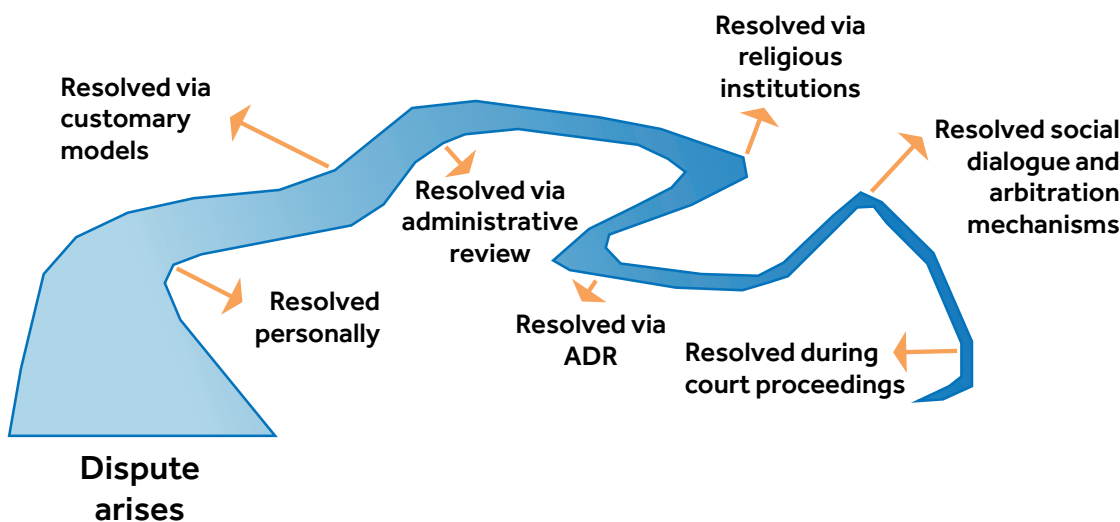 Resolved via
religious
institutions
Resolved via
customary
models
Resolved social
dialogue and
arbitration
mechanisms
Resolved via
administrative
review
Resolved
personally
Resolved via
ADR
Resolved during
court proceedings
Dispute
arises